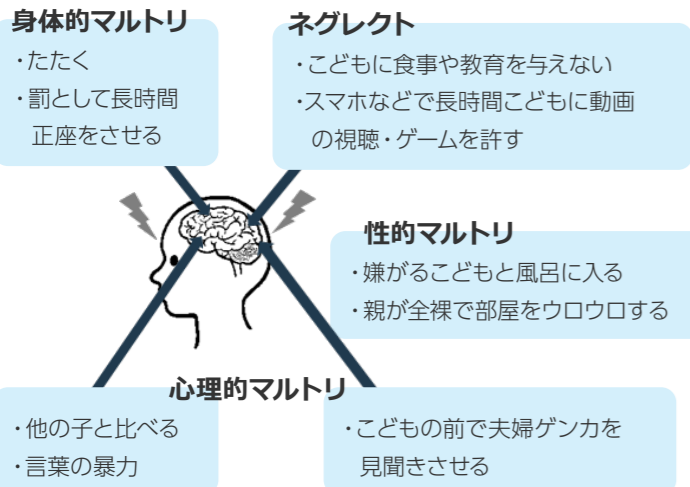 身体的マルトリ
・たたく
・罰として長時間
正座をさせる
ネグレクト
・こどもに食事や教育を与えない
・スマホなどで長時間こどもに動画
の視聴・ゲームを許す
性的マルトリ
・嫌がるこどもと風呂に入る
・親が全裸で部屋をウロウロする
心理的マルトリ
・他の子と比べる
・言葉の暴力
・こどもの前で夫婦ゲンカを
見聞きさせる